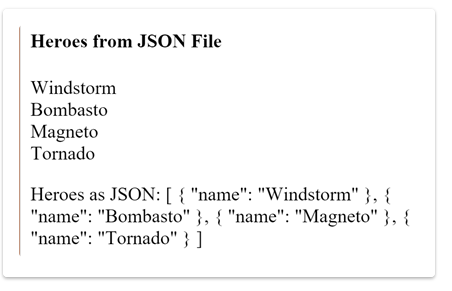 Heroes from JSON File
Windstorm
Bombasto
Magneto
Tornado
Heroes as JSON: [ { "name": "Windstorm" }, {
"name": "Bombasto" }, { "name": "Magneto" }, {
"name": "Tornado" } ]